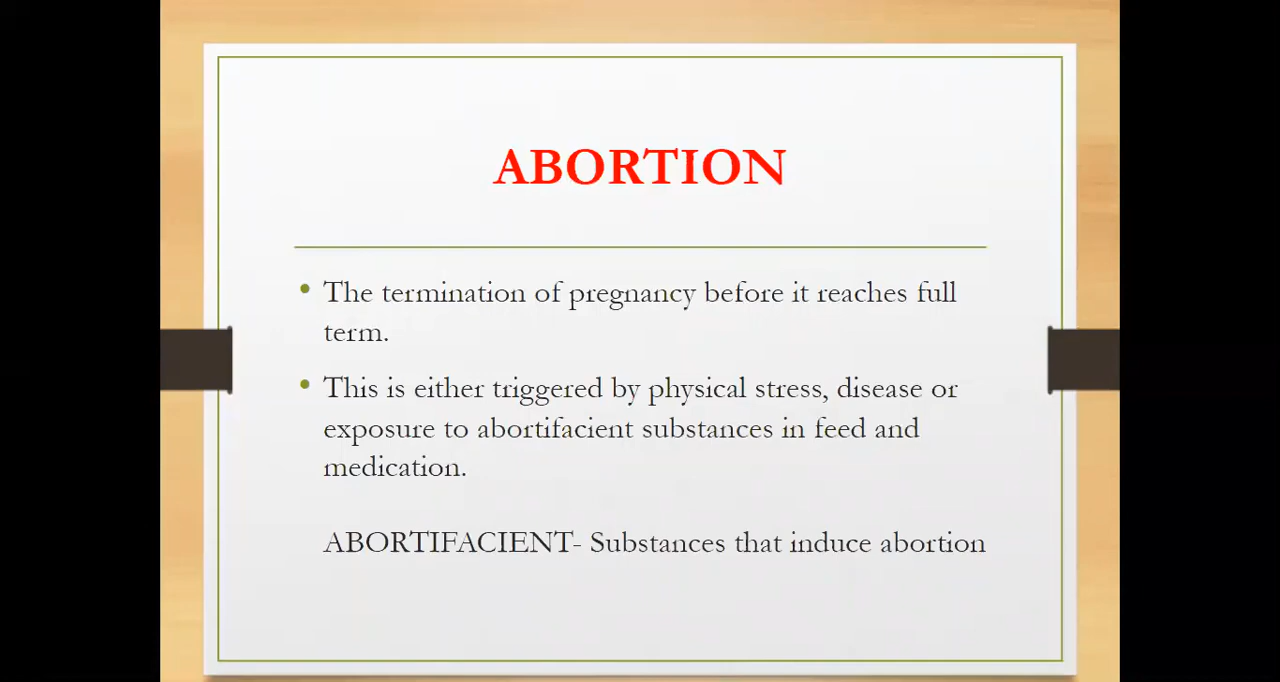 ABORTION
• The termination of pregnancy before it reaches full
term.
• This is either triggered by physical stress, disease or
exposure to abortifacient substances in feed and
medication.
ABORTIFACIENT- Substances that induce abortion